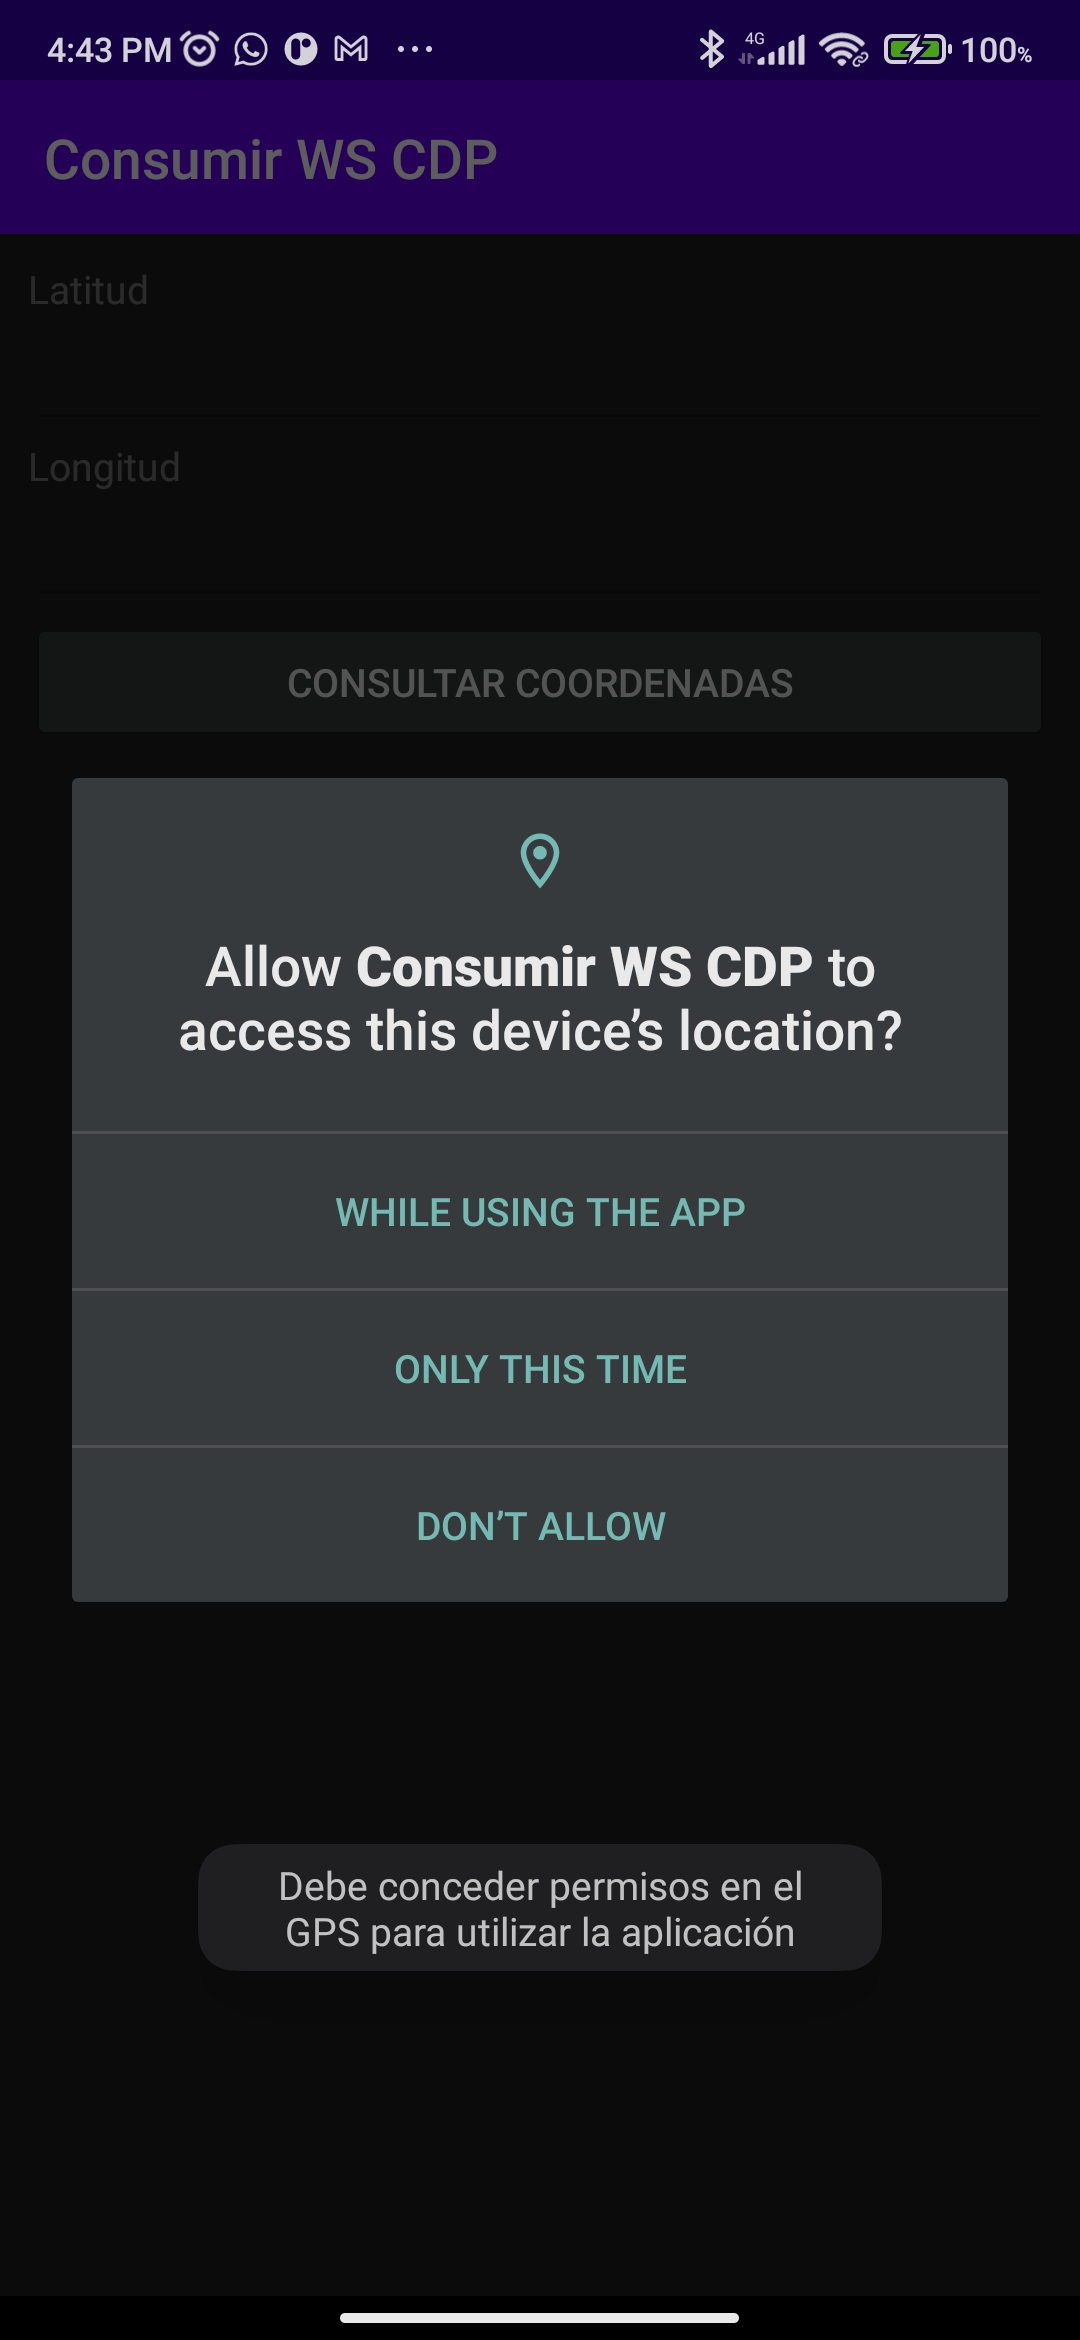 4:43 PM
4G
100%
Consumir WS CDP
Latitud
Longitud
CONSULTAR COORDENADAS
Allow Consumir WS CDP to
access this device’s location?
WHILE USING THE APP
ONLY THIS TIME
DON’T ALLOW
Debe conceder permisos en el
GPS para utilizar la aplicación